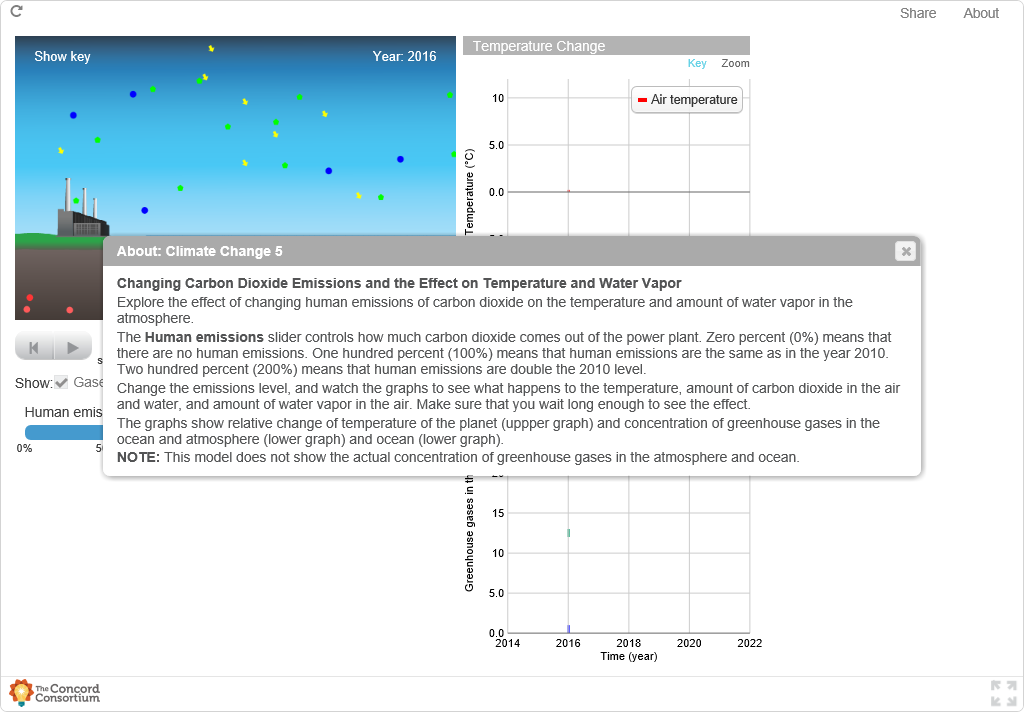 Share About
Show key
Year: 2016
Temperature Change
Key Zoom
Air temperature
10
5.0
0.0
Temperature (°C)
About: Climate Change 5
Changing Carbon Dioxide Emissions and the Effect on Temperature and Water Vapor
Explore the effect of changing human emissions of carbon dioxide on the temperature and amount of water vapor in the
atmosphere.
The Human emissions slider controls how much carbon dioxide comes out of the power plant. Zero percent (0%) means that
there are no human emissions. One hundred percent (100%) means that human emissions are the same as in the year 2010.
Two hundred percent (200%) means that human emissions are double the 2010 level.
Change the emissions level, and watch the graphs to see what happens to the temperature, amount of carbon dioxide in the air
and water, and amount of water vapor in the air. Make sure that you wait long enough to see the effect.
The graphs show relative change of temperature of the planet (uppper graph) and concentration of greenhouse gases in the
ocean and atmosphere (lower graph) and ocean (lower graph).
NOTE: This model does not show the actual concentration of greenhouse gases in the atmosphere and ocean.
Show:
Gase
Human emis
0%
Greenhouse gases in th
15
10
5.0
0.0
2014 2016 2018 2020 2022
Time (year)
The Concord
Consortium